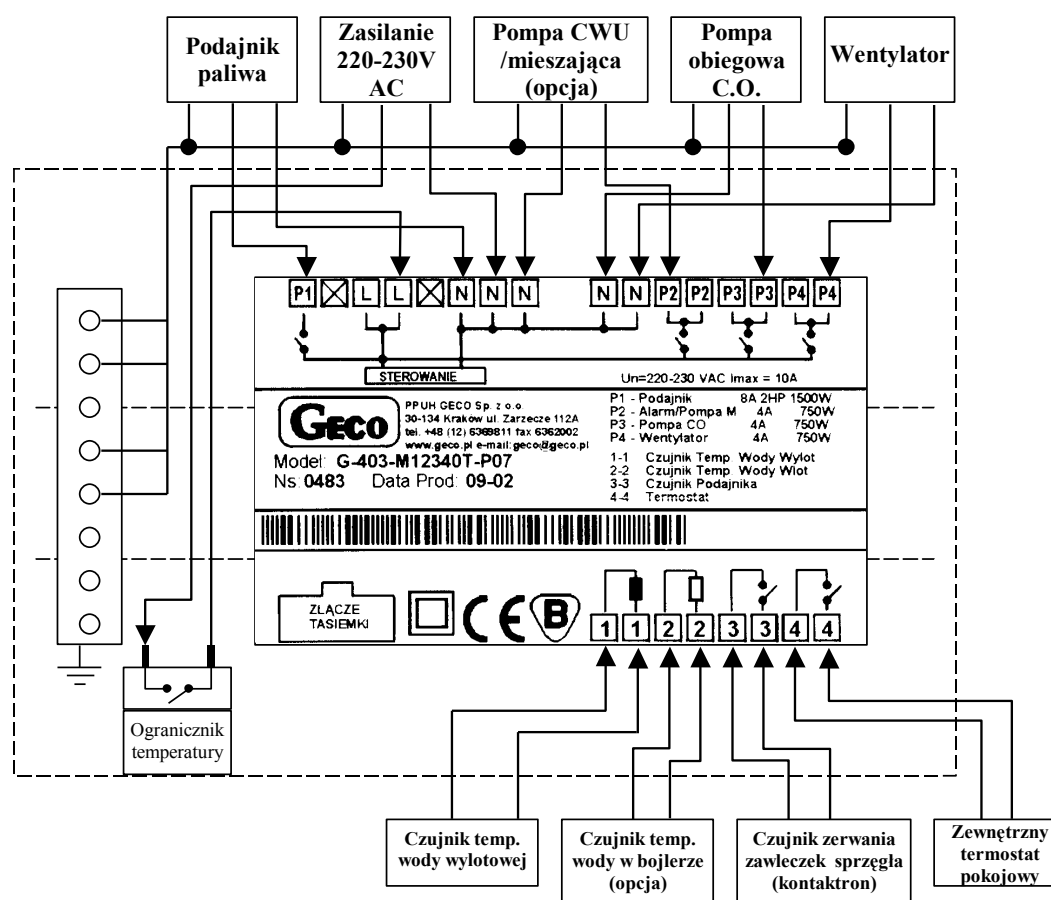 Podajnik
paliwa
Zasilanie
220-230V
AC
Pompa CWU
/mieszająca
(opcja)
Pompa
obiegowa
C.O.
Wentylator
P1 L L N N N N N P2 P2 P3 P3 P4 P4
STEROWANIE
Un=220-230 VAC Imax = 10A
GECO
PPUH GECO Sp. z o.o.
30-134 Kraków ul. Zarzecze 112A
tel. +48 (12) 6369811 fax 6362002
www.geco.pl e-mail:geco@geco.pl
Model: G-403-M12340T-P07
Ns: 0483 Data Prod: 09-02
P1 - Podajnik 8A 2HP 1500W
P2 - Alarm/Pompa M 4A 750W
P3 - Pompa CO 4A 750W
P4 - Wentylator 4A 750W
1-1 Czujnik Temp. Wody Wylot
2-2 Czujnik Temp. Wody Wlot
3-3 Czujnik Podajnika
4-4 Termostat
ZŁĄCZE
TASIEMKI
CE
B
1 1 2 2 3 3 4 4
Ogranicznik
temperatury
Czujnik temp.
wody wylotowej
Czujnik temp.
wody w bojlerze
(opcja)
Czujnik zerwania
zawleczek sprzęgła
(kontaktron)
Zewnętrzny
termostat
pokojowy